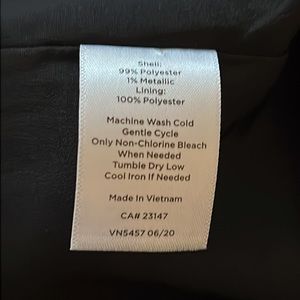 Shell:
99% Polyester
1% Metallic
Lining:
100% Polyester
Machine Wash Cold
Gentle Cycle
Only Non-Chlorine Bleach
When Needed
Tumble Dry Low
Cool Iron If Needed
Made In Vietnam
CA# 23147
VN5457 06/20